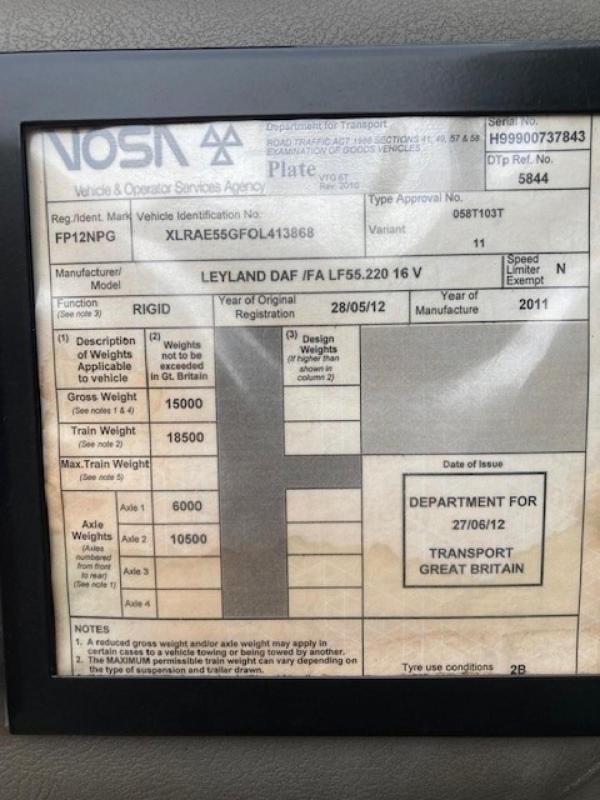 VOSA
Vehicle & Operator Services Agency
Department for Transport
ROAD TRAFFIC ACT 1988 SECTIONS 41, 49, 57 & 58
EXAMINATION OF GOODS VEHICLES
Plate VTG 6T
Rev. 2010
Serial No.
H99900737843
DTp Ref. No.
5844
Reg./Ident. Mark
FP12NPG
Vehicle Identification No.
XLRAE55GFOL413868
Type Approval No.
058T103T
Variant
11
Manufacturer/
Model
LEYLAND DAF /FA LF55.220 16 V
Speed
Limiter
Exempt
N
Function
(See note 3)
RIGID
Year of Original
Registration
28/05/12
Year of
Manufacture
2011
(1) Description
of Weights
Applicable
to vehicle
(2) Weights
not to be
exceeded
in Gt. Britain
(3) Design
Weights
(if higher than
shown in
column 2)
Gross Weight
(See notes 1 & 4)
15000
Train Weight
(See note 2)
18500
Max.Train Weight
(See note 5)
Axle
Weights
(Axles
numbered
from front
to rear)
(See note 1)
Axle 1
6000
Axle 2
10500
Axle 3
Axle 4
Date of Issue
DEPARTMENT FOR
27/06/12
TRANSPORT
GREAT BRITAIN
NOTES
1. A reduced gross weight and/or axle weight may apply in
certain cases to a vehicle towing or being towed by another.
2. The MAXIMUM permissible train weight can vary depending on
the type of suspension and trailer drawn.
Tyre use conditions 2B